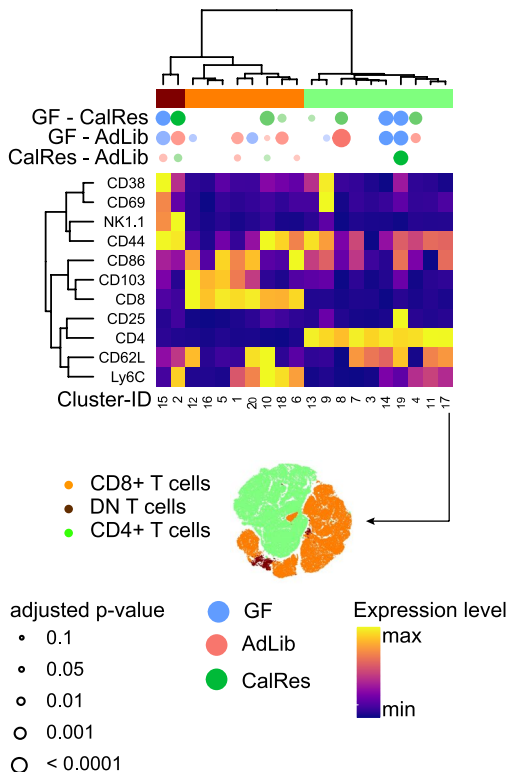 GF - CalRes
GF - AdLib
CalRes - AdLib
CD38
CD69
NK1.1
CD44
CD86
CD103
CD8
CD25
CD4
CD62L
Ly6C
Cluster-ID 15 2 12 16 5 1 20 10 18 6 13 9 8 7 3 14 19 4 11 17
CD8+ T cells
DN T cells
CD4+ T cells
adjusted p-value
0.1
0.05
0.01
0.001
< 0.0001
GF
AdLib
CalRes
Expression level
max
min